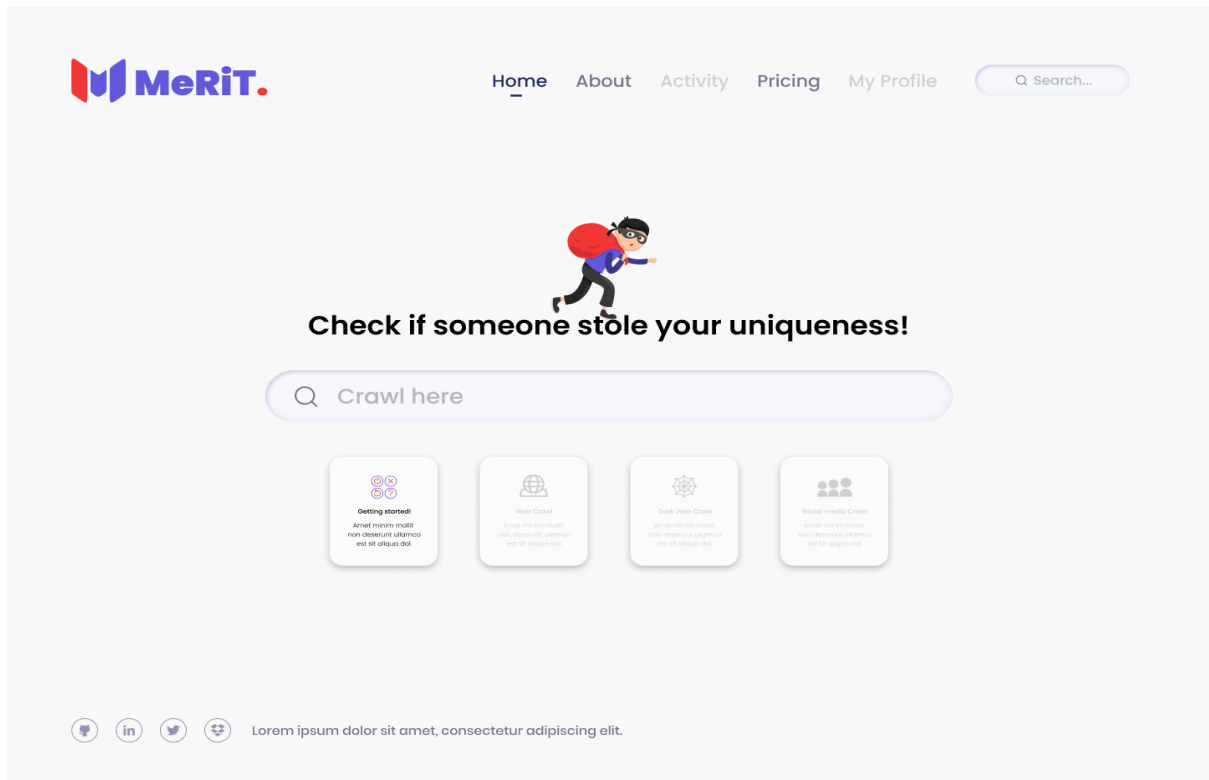 MeRiT.
Home About Activity Pricing My Profile Search...
Check if someone stole your uniqueness!
Crawl here
Getting started!
Amet minim mollit
non deserunt ullamco
est sit aliqua dol.
Web Crawl
Amet minim mollit
non deserunt ullamco
est sit aliqua dol.
Dark Web Crawl
Amet minim mollit
non deserunt ullamco
est sit aliqua dol.
Social media Crawl
Amet minim mollit
non deserunt ullamco
est sit aliqua dol.
in
Lorem ipsum dolor sit amet, consectetur adipiscing elit.